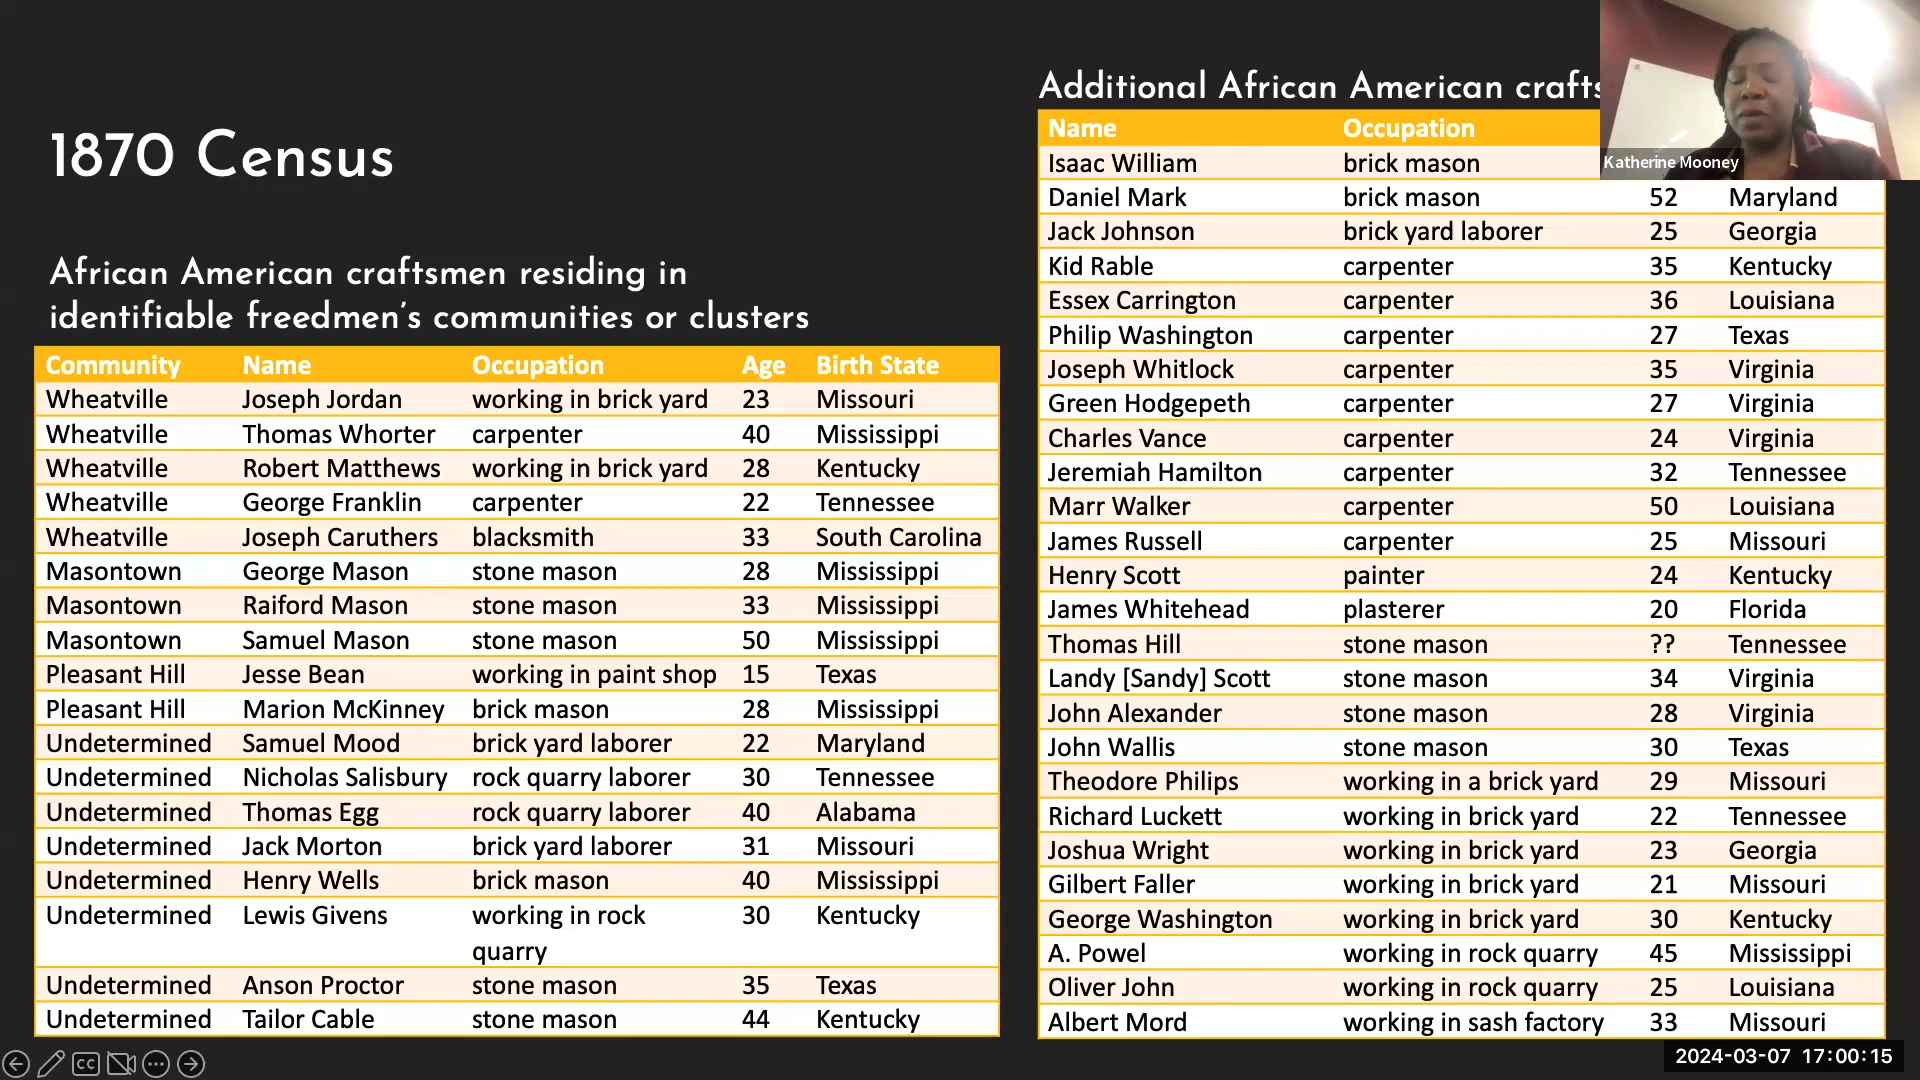 1870 Census
African American craftsmen residing in
identifiable freedmen's communities or clusters
Community Name Occupation Age Birth State
Wheatville Joseph Jordan working in brick yard 23 Missouri
Wheatville Thomas Whorter carpenter 40 Mississippi
Wheatville Robert Matthews working in brick yard 28 Kentucky
Wheatville George Franklin carpenter 22 Tennessee
Wheatville Joseph Caruthers blacksmith 33 South Carolina
Masontown George Mason stone mason 28 Mississippi
Masontown Raiford Mason stone mason 33 Mississippi
Masontown Samuel Mason stone mason 50 Mississippi
Pleasant Hill Jesse Bean working in paint shop 15 Texas
Pleasant Hill Marion McKinney brick mason 28 Mississippi
Undetermined Samuel Mood brick yard laborer 22 Maryland
Undetermined Nicholas Salisbury rock quarry laborer 30 Tennessee
Undetermined Thomas Egg rock quarry laborer 40 Alabama
Undetermined Jack Morton brick yard laborer 31 Missouri
Undetermined Henry Wells brick mason 40 Mississippi
Undetermined Lewis Givens working in rock 30 Kentucky
quarry
Undetermined Anson Proctor stone mason 35 Texas
Undetermined Tailor Cable stone mason 44 Kentucky
Additional African American crafts
Name Occupation
Isaac William brick mason
Daniel Mark brick mason 52 Maryland
Jack Johnson brick yard laborer 25 Georgia
Kid Rable carpenter 35 Kentucky
Essex Carrington carpenter 36 Louisiana
Philip Washington carpenter 27 Texas
Joseph Whitlock carpenter 35 Virginia
Green Hodgepeth carpenter 27 Virginia
Charles Vance carpenter 24 Virginia
Jeremiah Hamilton carpenter 32 Tennessee
Marr Walker carpenter 50 Louisiana
James Russell carpenter 25 Missouri
Henry Scott painter 24 Kentucky
James Whitehead plasterer 20 Florida
Thomas Hill stone mason ?? Tennessee
Landy [Sandy] Scott stone mason 34 Virginia
John Alexander stone mason 28 Virginia
John Wallis stone mason 30 Texas
Theodore Philips working in a brick yard 29 Missouri
Richard Luckett working in brick yard 22 Tennessee
Joshua Wright working in brick yard 23 Georgia
Gilbert Faller working in brick yard 21 Missouri
George Washington working in brick yard 30 Kentucky
A. Powel working in rock quarry 45 Mississippi
Oliver John working in rock quarry 25 Louisiana
Albert Mord working in sash factory 33 Missouri
Katherine Mooney
CC
2024-03-07 17:00:15